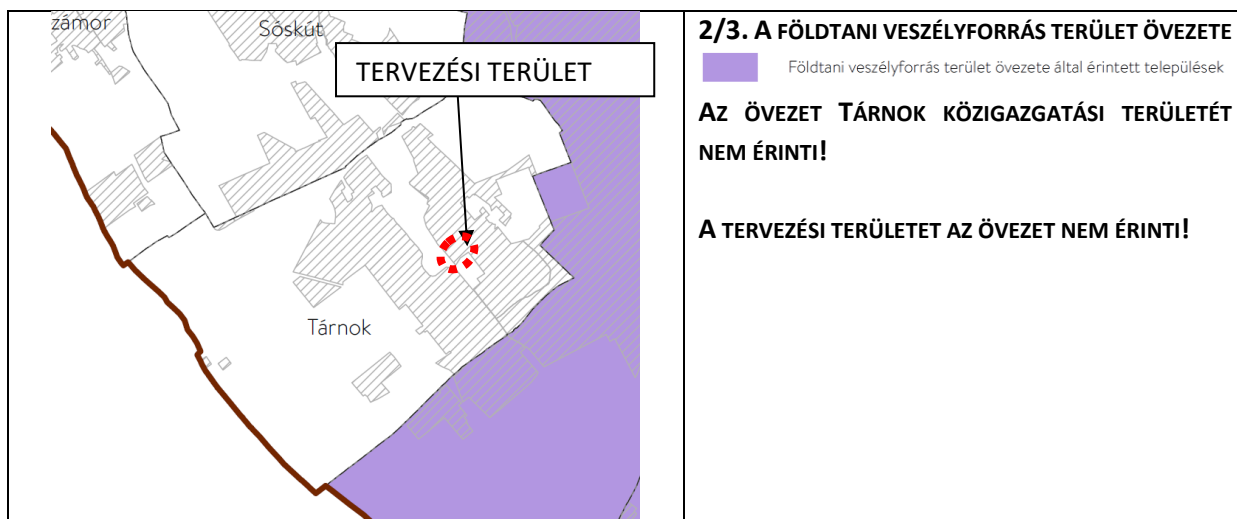 zámor
Sóskút
TERVEZÉSI TERÜLET
Tárnok
2/3. A FÖLDTANI VESZÉLYFORRÁS TERÜLET ÖVEZETE
Földtani veszélyforrás terület övezete által érintett települések
AZ ÖVEZET TÁRNOK KÖZIGAZGATÁSI TERÜLETÉT
NEM ÉRINTI!
A TERVEZÉSI TERÜLETET AZ ÖVEZET NEM ÉRINTI!